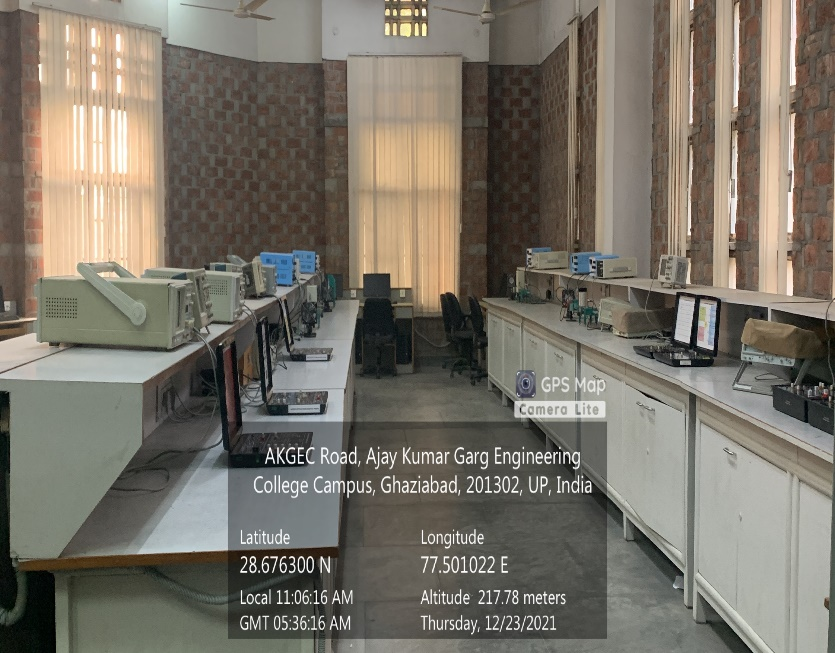 GPS Map
Camera Lite
AKGEC Road, Ajay Kumar Garg Engineering
College Campus, Ghaziabad, 201302, UP, India
Latitude
28.676300 N
Longitude
77.501022 E
Local 11:06:16 AM
GMT 05:36:16 AM
Altitude 217.78 meters
Thursday, 12/23/2021